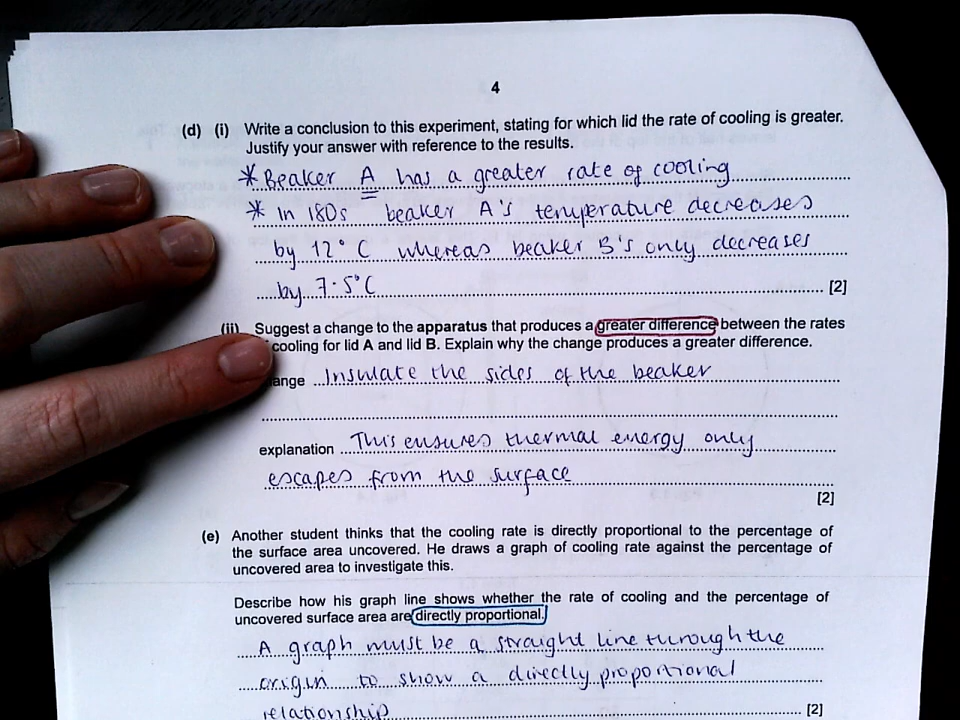 4
(d) (i) Write a conclusion to this experiment, stating for which lid the rate of cooling is greater.
Justify your answer with reference to the results.
* Beaker A has a greater rate of cooling
* In 180s beaker A's temperature decreases
by 12° C whereas beaker B's only decreases
by 7.5°C [2]
(ii) Suggest a change to the apparatus that produces a greater difference between the rates
cooling for lid A and lid B. Explain why the change produces a greater difference.
ange Insulate the sides of the beaker
explanation This ensures thermal energy only
escapes from the surface
[2]
(e) Another student thinks that the cooling rate is directly proportional to the percentage of
the surface area uncovered. He draws a graph of cooling rate against the percentage of
uncovered area to investigate this.
Describe how his graph line shows whether the rate of cooling and the percentage of
uncovered surface area are directly proportional.
A graph must be a straight line through the
origin to show a directly proportional
relationship [2]